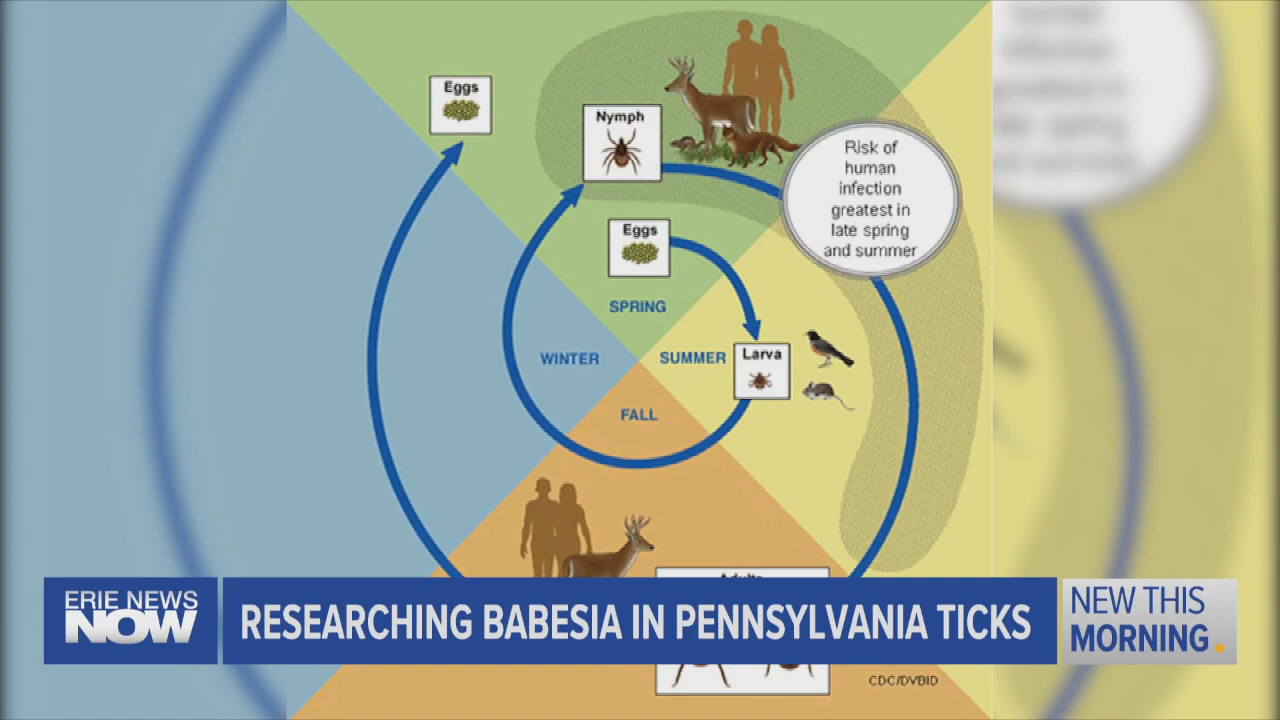 Eggs
Nymph
Risk of
human
infection
greatest in
late spring
and summer
Eggs
SPRING
WINTER
SUMMER
Larva
FALL
ERIE NEWS
NOW
RESEARCHING BABESIA IN PENNSYLVANIA TICKS
NEW THIS
MORNING.
CDC/DVBID